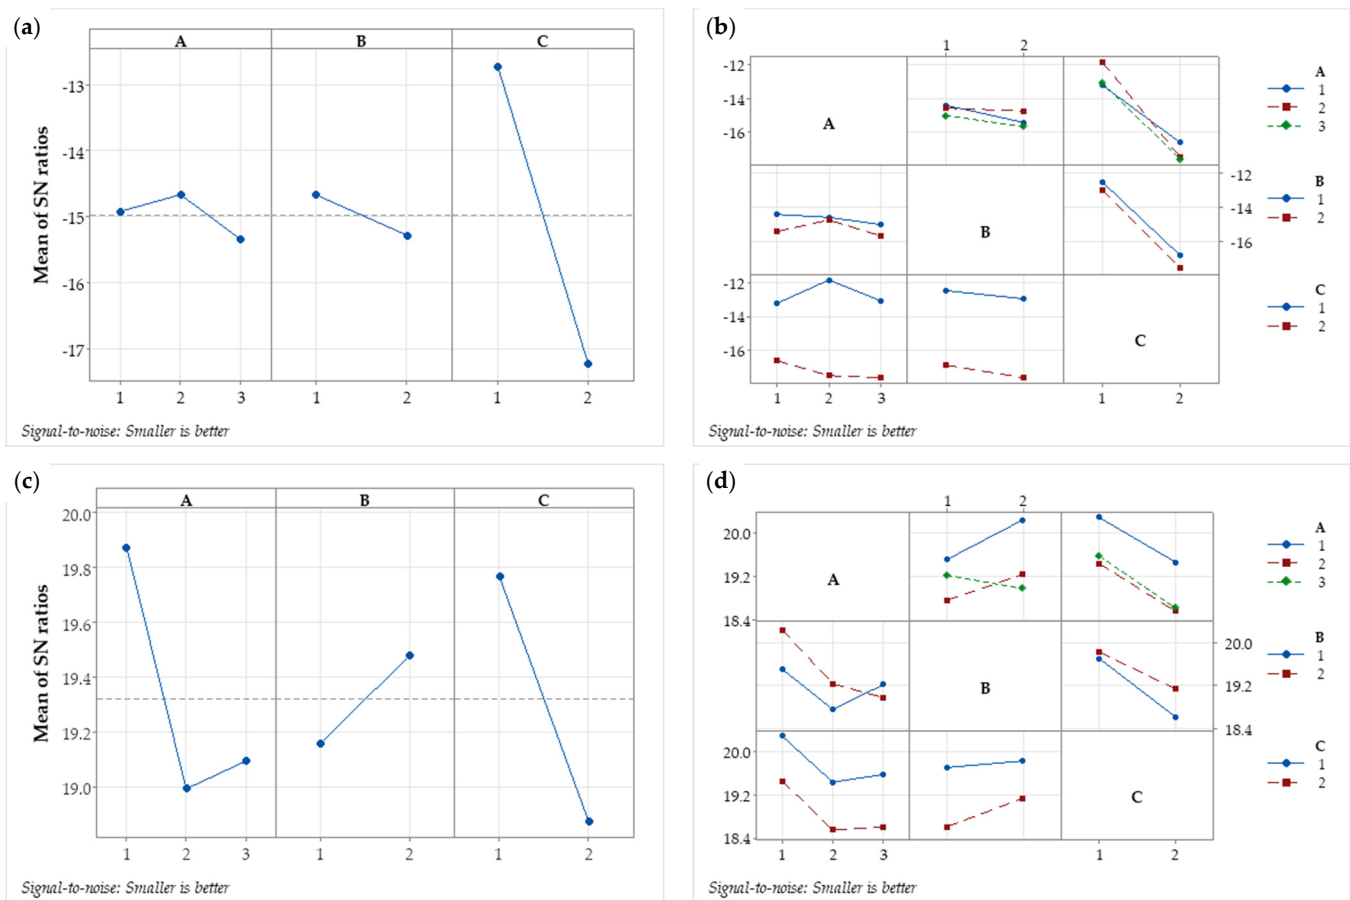 (a)
A B C
Mean of SN ratios
-13
-14
-15
-16
-17
1 2 3 1 2 1 2
Signal-to-noise: Smaller is better
(b)
1 2
-12
-14
-16
A
A
1
2
3
B
-12
-14
-16
B
1
2
-12
-14
-16
C
C
1
2
1 2 3 1 2
Signal-to-noise: Smaller is better
(c)
A B C
Mean of SN ratios
20.0
19.8
19.6
19.4
19.2
19.0
1 2 3 1 2 1 2
Signal-to-noise: Smaller is better
(d)
1 2
20.0
19.2
18.4
A
A
1
2
3
B
20.0
19.2
18.4
B
1
2
20.0
19.2
18.4
C
C
1
2
1 2 3 1 2
Signal-to-noise: Smaller is better